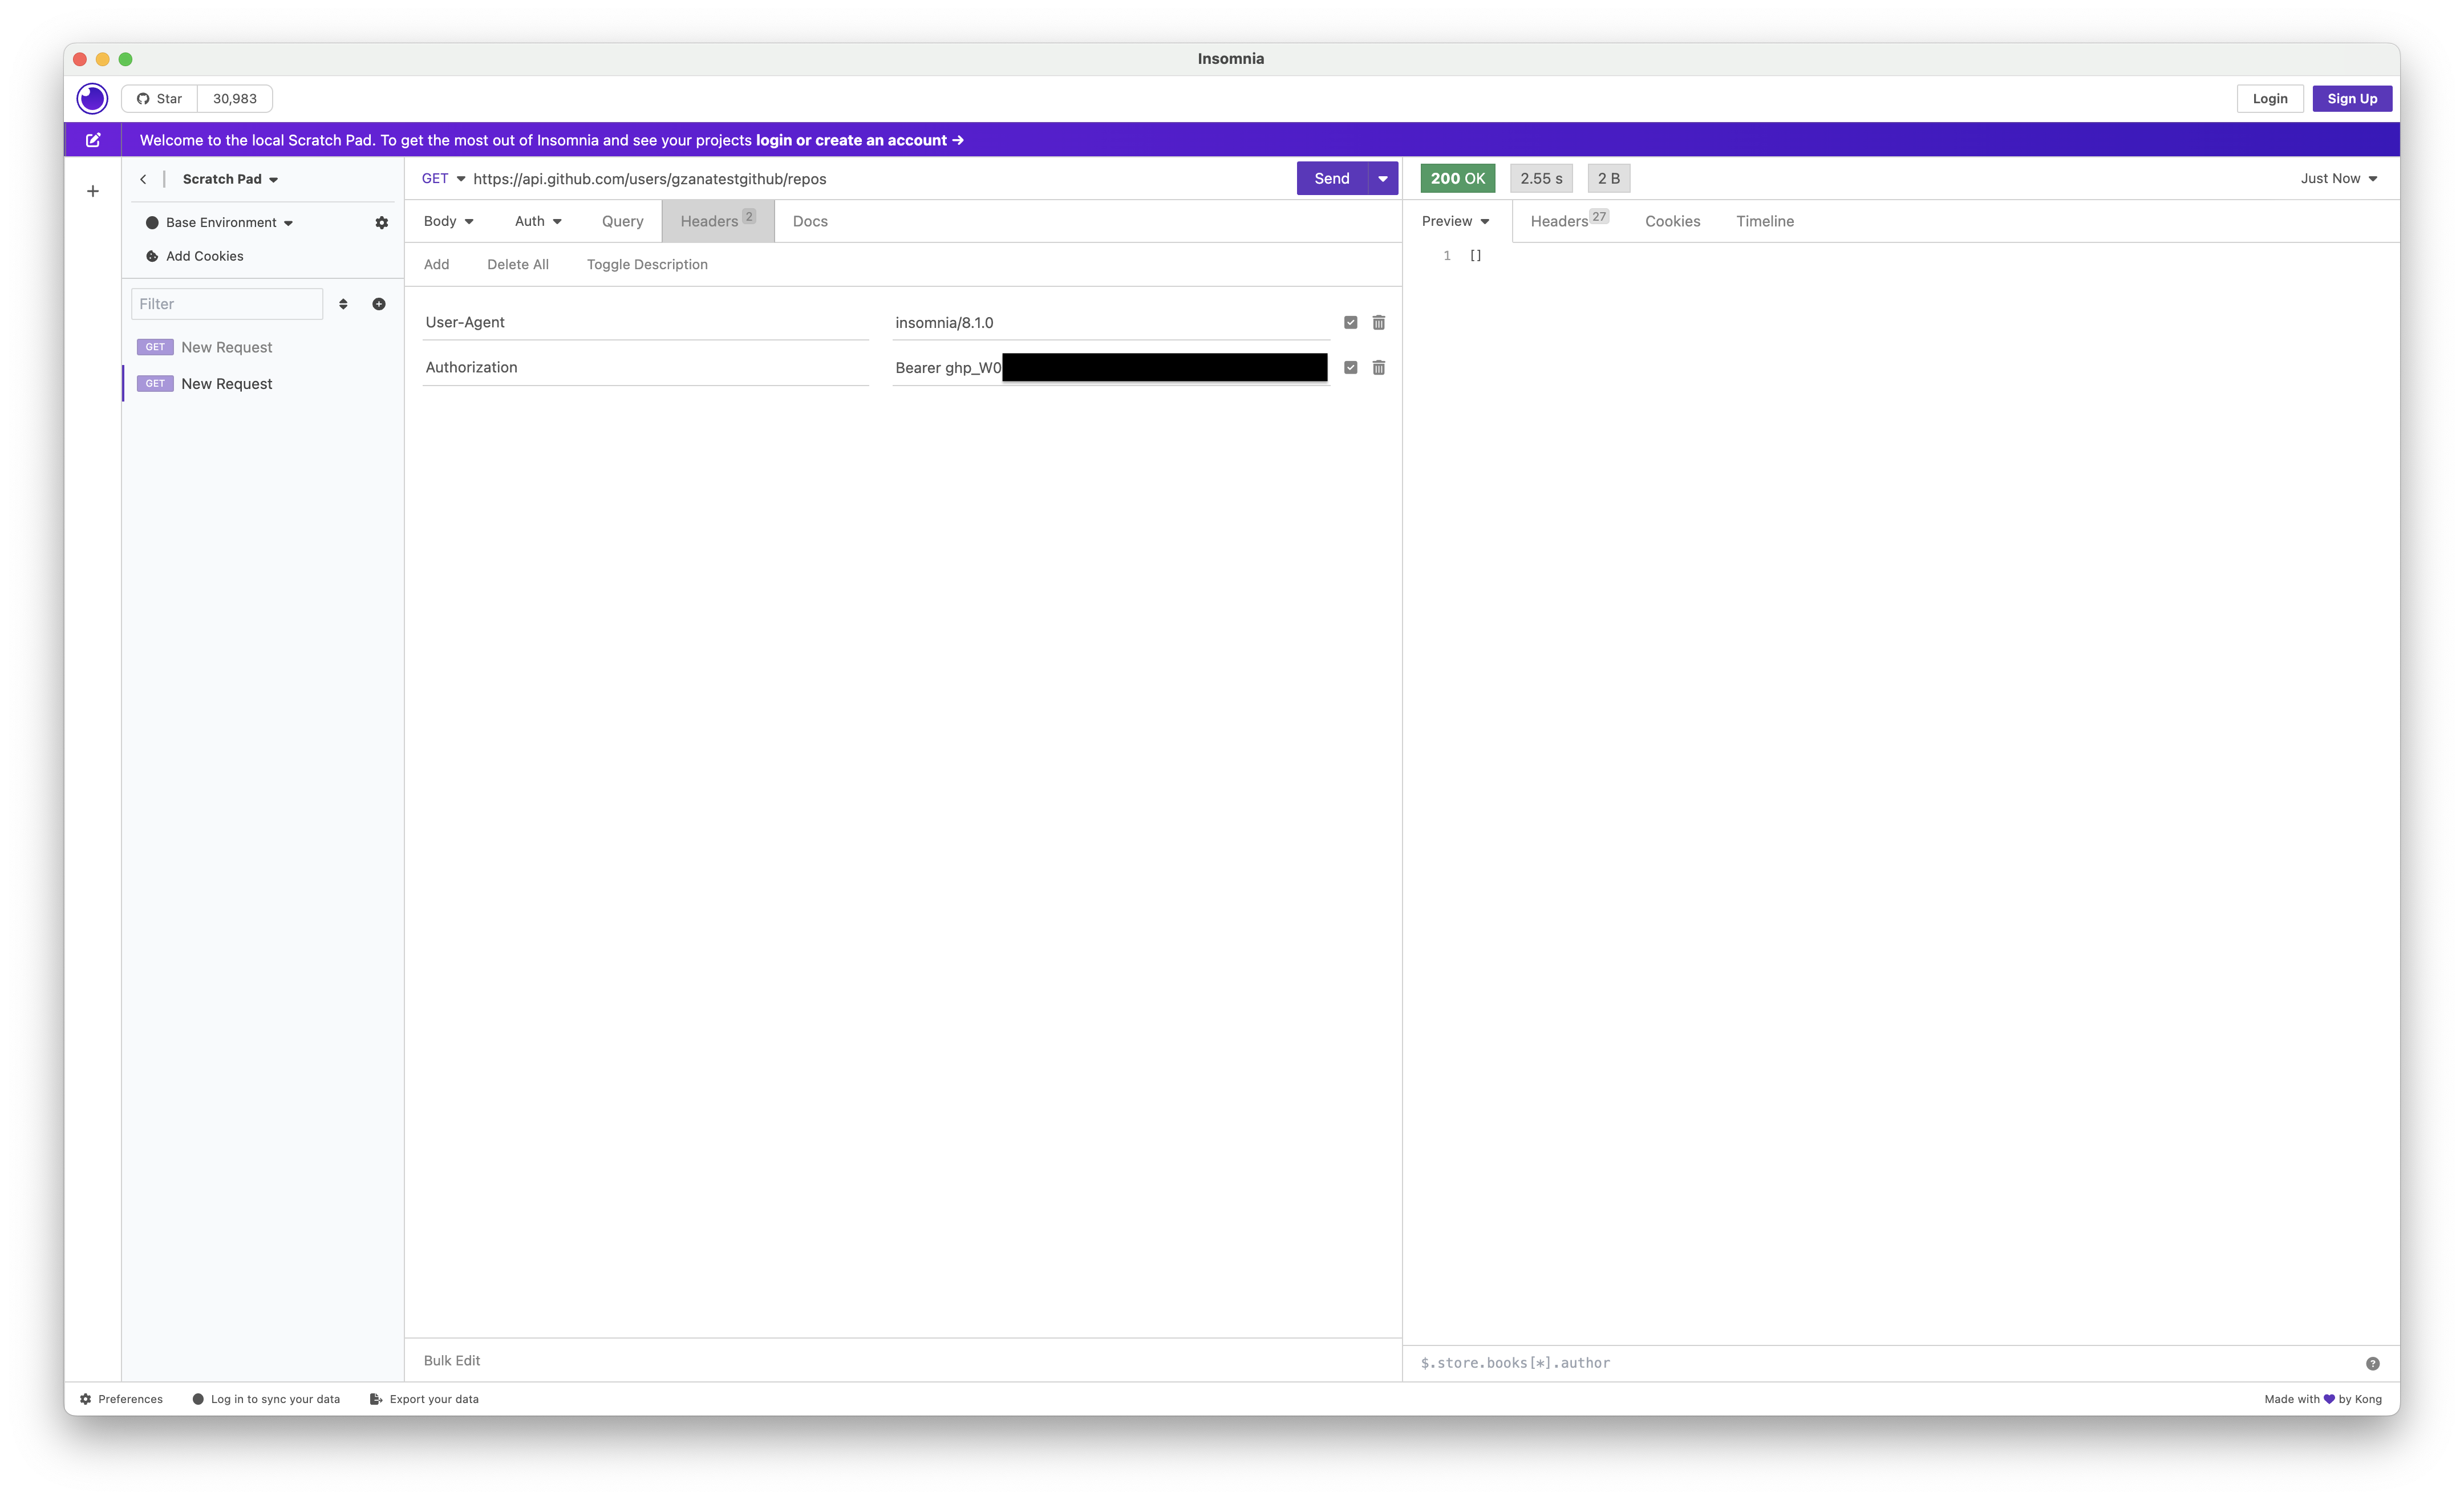 Insomnia
Star 30,983
Login Sign Up
Welcome to the local Scratch Pad. To get the most out of Insomnia and see your projects login or create an account →
Scratch Pad
Base Environment
Add Cookies
Filter
GET New Request
GET New Request
GET https://api.github.com/users/gzanatestgithub/repos Send
Body Auth Query Headers 2 Docs
Add Delete All Toggle Description
User-Agent insomnia/8.1.0
Authorization Bearer ghp_W0
Bulk Edit
200 OK 2.55 s 2 B Just Now
Preview Headers 27 Cookies Timeline
1 []
$.store.books[*].author
Preferences Log in to sync your data Export your data
Made with 💜 by Kong